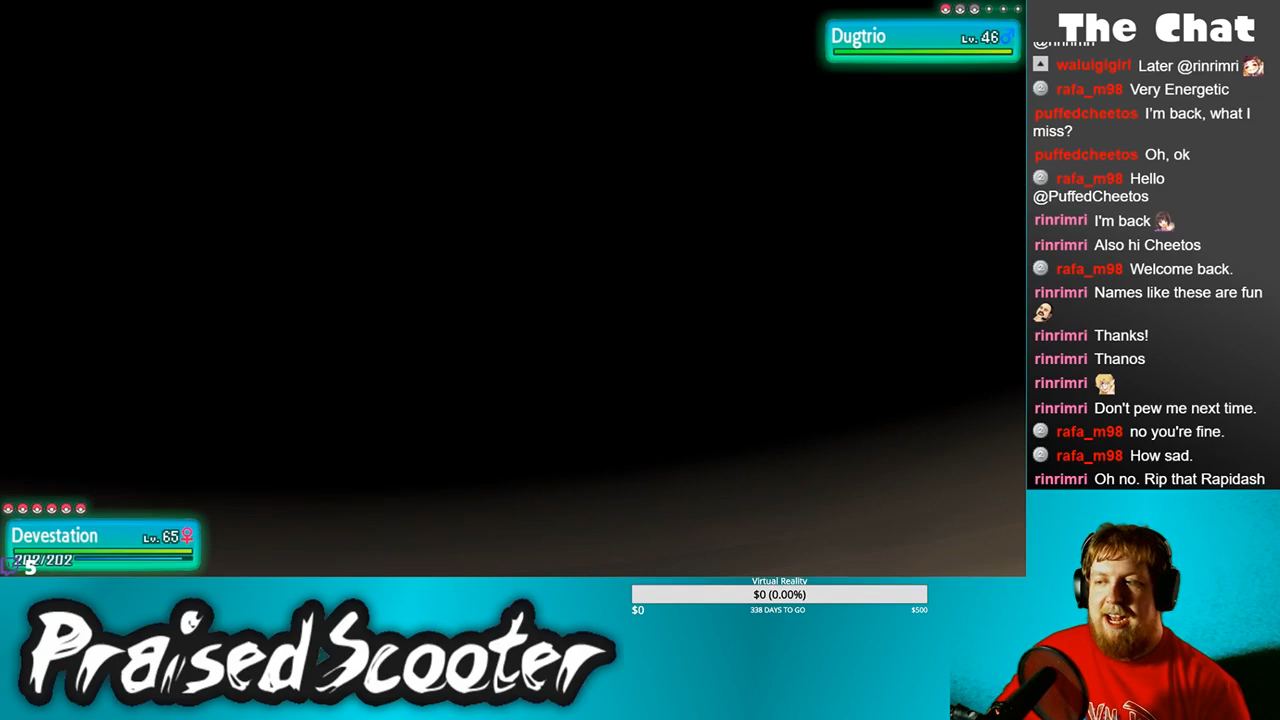 Dugtrio Lv. 46♂
Devestation Lv. 65♀
202/202
5
The Chat
@rinrimri
waluigigirl Later @rinrimri
rafa_m98 Very Energetic
puffedcheetos I'm back, what I
miss?
puffedcheetos Oh, ok
rafa_m98 Hello
@PuffedCheetos
rinrimri I'm back
rinrimri Also hi Cheetos
rafa_m98 Welcome back.
rinrimri Names like these are fun
rinrimri Thanks!
rinrimri Thanos
rinrimri
rinrimri Don't pew me next time.
rafa_m98 no you're fine.
rafa_m98 How sad.
rinrimri Oh no. Rip that Rapidash
Virtual Reality
$0 (0.00%)
$0 338 DAYS TO GO $500
PraisedScooter